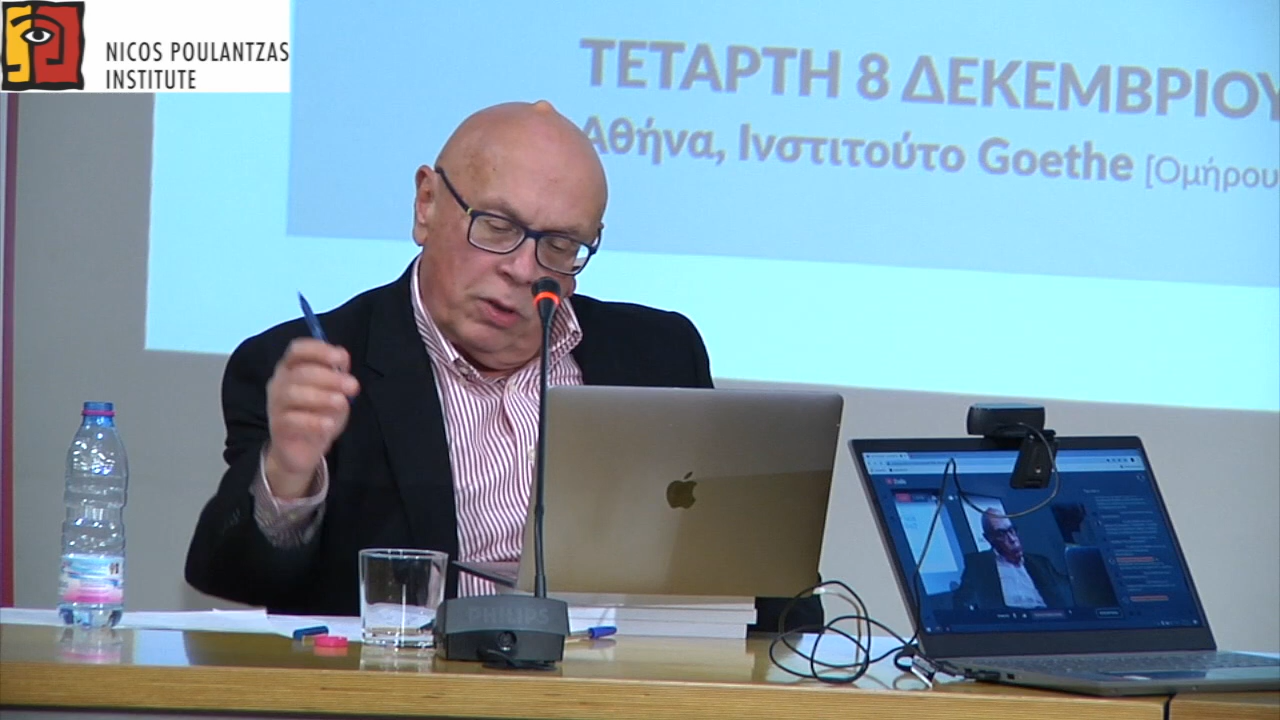 NICOS POULANTZAS
INSTITUTE
ΤΕΤΑΡΤΗ 8 ΔΕΚΕΜΒΡΙΟΥ
Αθήνα, Ινστιτούτο Goethe [Ομήρου
PHILIPS